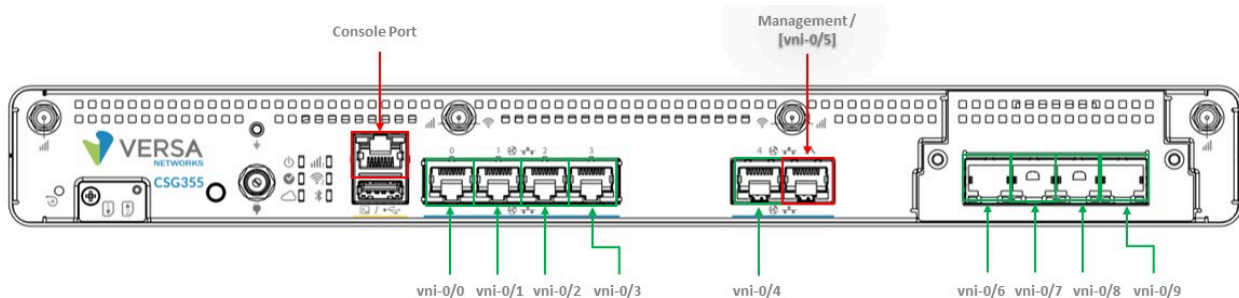 Management /
Console Port
[vni-0/5]
VERSA
NETWORKS
CSG355
0 1 2 3
4
vni-0/0 vni-0/1 vni-0/2 vni-0/3 vni-0/4 vni-0/6 vni-0/7 vni-0/8 vni-0/9